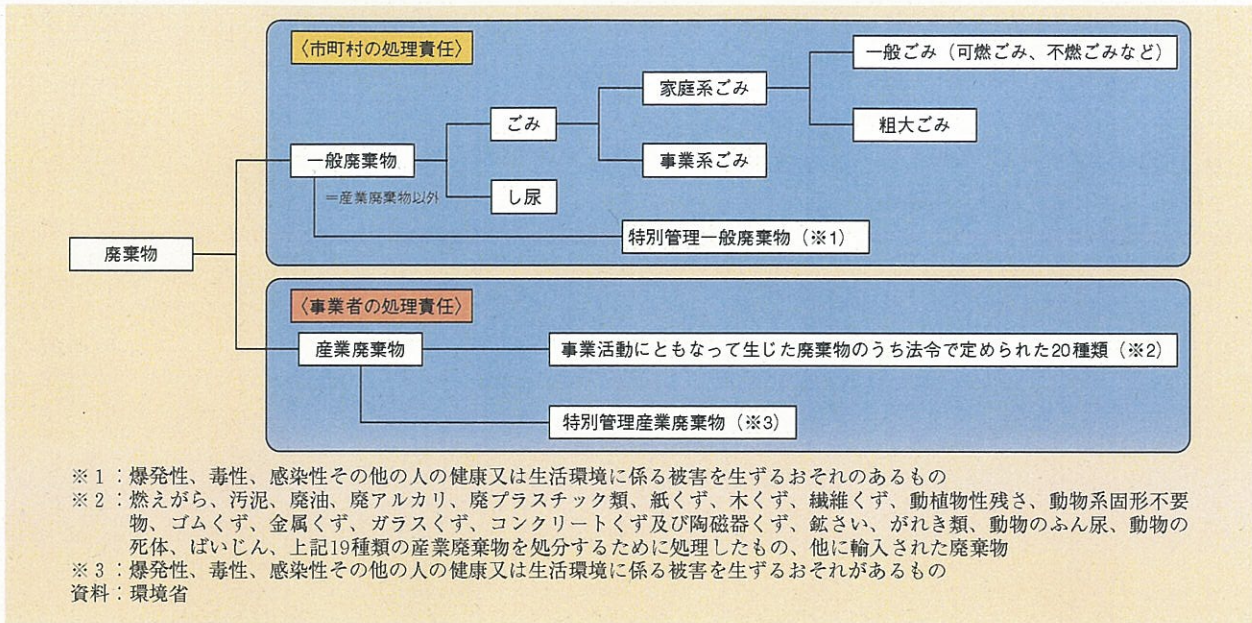 〈市町村の処理責任〉
一般ごみ（可燃ごみ、不燃ごみなど）
家庭系ごみ
ごみ
粗大ごみ
一般廃棄物
事業系ごみ
＝産業廃棄物以外
し尿
特別管理一般廃棄物（※1）
廃棄物
〈事業者の処理責任〉
産業廃棄物
事業活動にともなって生じた廃棄物のうち法令で定められた20種類（※2）
特別管理産業廃棄物（※3）
※1：爆発性、毒性、感染性その他の人の健康又は生活環境に係る被害を生ずるおそれのあるもの
※2：燃えがら、汚泥、廃油、廃アルカリ、廃プラスチック類、紙くず、木くず、繊維くず、動植物性残さ、動物系固形不要
物、ゴムくず、金属くず、ガラスくず、コンクリートくず及び陶磁器くず、鉱さい、がれき類、動物のふん尿、動物の
死体、ばいじん、上記19種類の産業廃棄物を処分するために処理したもの、他に輸入された廃棄物
※3：爆発性、毒性、感染性その他の人の健康又は生活環境に係る被害を生ずるおそれがあるもの
資料：環境省